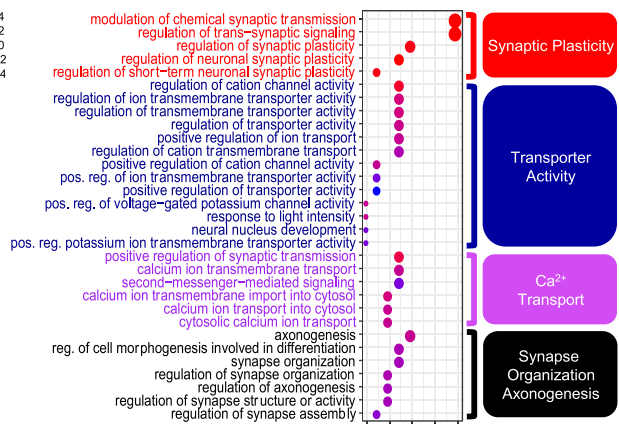 4
2
0
2
4
modulation of chemical synaptic transmission
regulation of trans−synaptic signaling
regulation of synaptic plasticity
regulation of neuronal synaptic plasticity
regulation of short−term neuronal synaptic plasticity
Synaptic Plasticity
regulation of cation channel activity
regulation of ion transmembrane transporter activity
regulation of transmembrane transporter activity
regulation of transporter activity
positive regulation of ion transport
regulation of cation transmembrane transport
positive regulation of cation channel activity
pos. reg. of ion transmembrane transporter activity
positive regulation of transporter activity
pos. reg. of voltage−gated potassium channel activity
response to light intensity
neural nucleus development
pos. reg. potassium ion transmembrane transporter activity
Transporter
Activity
positive regulation of synaptic transmission
calcium ion transmembrane transport
second−messenger−mediated signaling
calcium ion transmembrane import into cytosol
calcium ion transport into cytosol
cytosolic calcium ion transport
Ca²⁺
Transport
axonogenesis
reg. of cell morphogenesis involved in differentiation
synapse organization
regulation of synapse organization
regulation of axonogenesis
regulation of synapse structure or activity
regulation of synapse assembly
Synapse
Organization
Axonogenesis